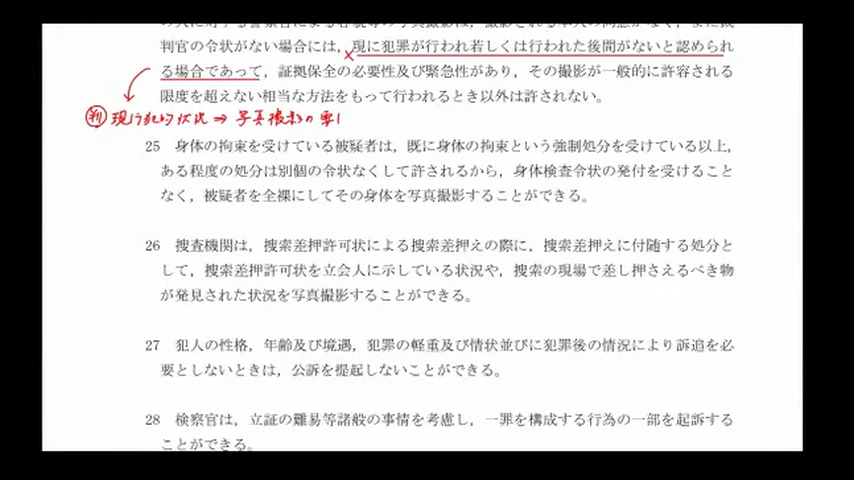 判官の令状がない場合には，現に犯罪が行われ若しくは行われた後間がないと認められ
る場合であって，証拠保全の必要性及び緊急性があり，その撮影が一般的に許容される
限度を超えない相当な方法をもって行われるとき以外は許されない。
判 現行犯的状況 ⇒ 写真撮影の
25 身体の拘束を受けている被疑者は，既に身体の拘束という強制処分を受けている以上，
ある程度の処分は別個の令状なくして許されるから，身体検査令状の発付を受けること
なく，被疑者を全裸にしてその身体を写真撮影することができる。
26 捜査機関は，捜索差押許可状による捜索差押えの際に，捜索差押えに付随する処分と
して，捜索差押許可状を立会人に示している状況や，捜索の現場で差し押さえるべき物
が発見された状況を写真撮影することができる。
27 犯人の性格，年齢及び境遇，犯罪の軽重及び情状並びに犯罪後の情況により訴追を必
要としないときは，公訴を提起しないことができる。
28 検察官は，立証の難易等諸般の事情を考慮し，一罪を構成する行為の一部を起訴する
ことができる。